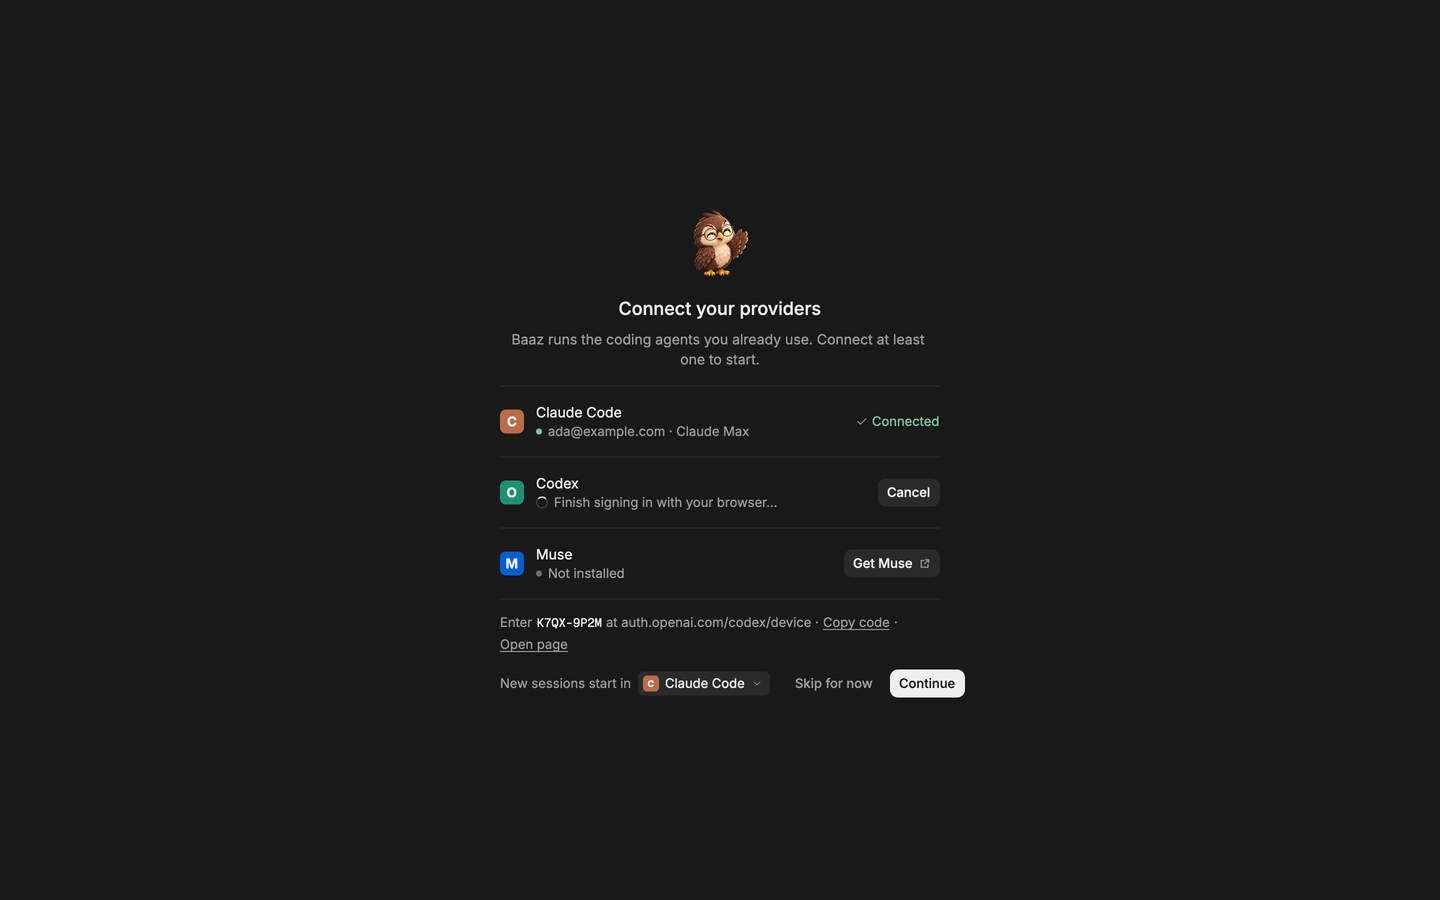 Connect your providers
Baaz runs the coding agents you already use. Connect at least
one to start.
C
Claude Code
ada@example.com · Claude Max
Connected
O
Codex
Finish signing in with your browser...
Cancel
M
Muse
Not installed
Get Muse
Enter K7QX-9P2M at auth.openai.com/codex/device · Copy code ·
Open page
New sessions start in C Claude Code Skip for now Continue